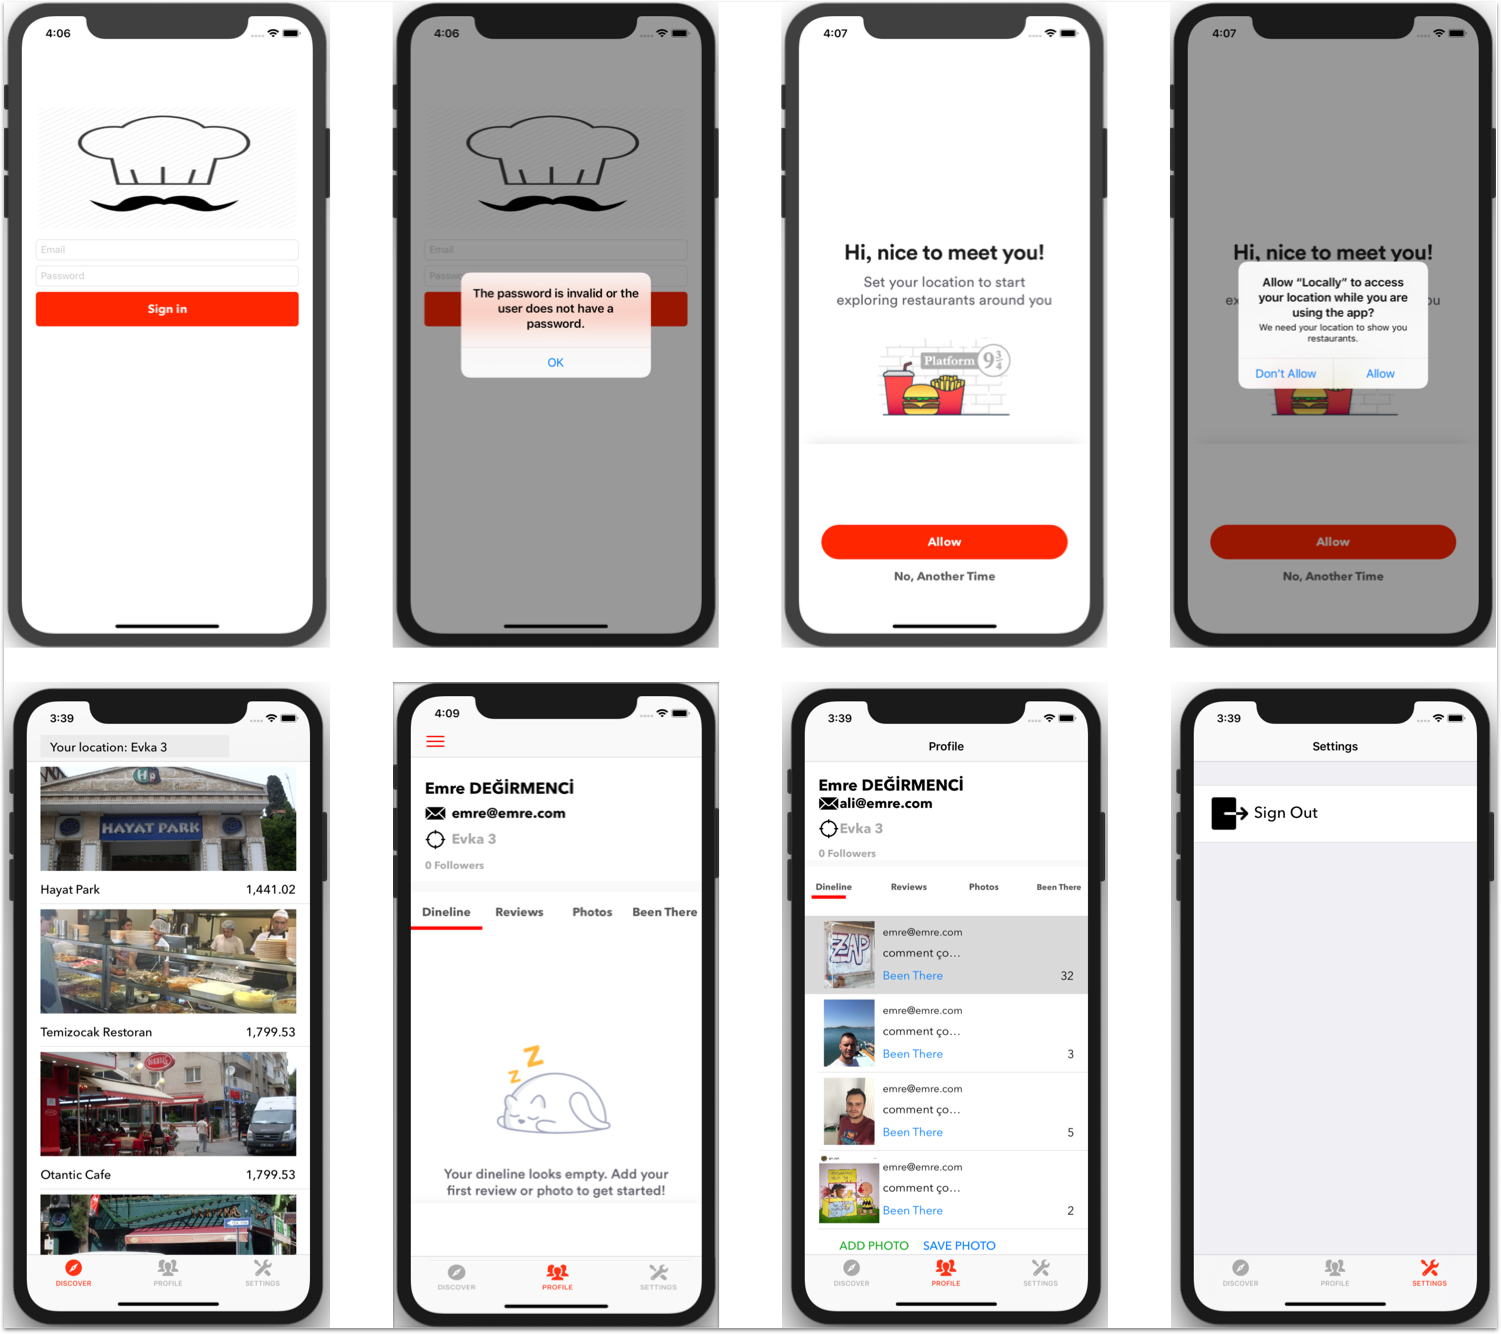 4:06
Email
Password
Sign in
4:06
Email
Passwo
The password is invalid or the
user does not have a
password.
OK
4:07
Hi, nice to meet you!
Set your location to start
exploring restaurants around you
Platform 9 3/4
Allow
No, Another Time
4:07
Hi, nice to meet you!
Allow “Locally” to access
your location while you are
using the app?
We need your location to show you
restaurants.
Don't Allow
Allow
ex
ou
Allow
No, Another Time
3:39
Your location: Evka 3
HAYAT PARK
Hayat Park
1,441.02
Temizocak Restoran
1,799.53
Otantic Cafe
1,799.53
DISCOVER
PROFILE
SETTINGS
4:09
Emre DEĞİRMENCİ
emre@emre.com
Evka 3
0 Followers
Dineline
Reviews
Photos
Been There
Z
Z
Your dineline looks empty. Add your
first review or photo to get started!
DISCOVER
PROFILE
SETTINGS
3:39
Profile
Emre DEĞİRMENCİ
ali@emre.com
Evka 3
0 Followers
Dineline
Reviews
Photos
Been There
ZAP
emre@emre.com
comment ço...
Been There
32
emre@emre.com
comment ço...
Been There
3
emre@emre.com
comment ço...
Been There
5
emre@emre.com
comment ço...
Been There
2
ADD PHOTO
SAVE PHOTO
DISCOVER
PROFILE
SETTINGS
3:39
Settings
Sign Out
DISCOVER
PROFILE
SETTINGS